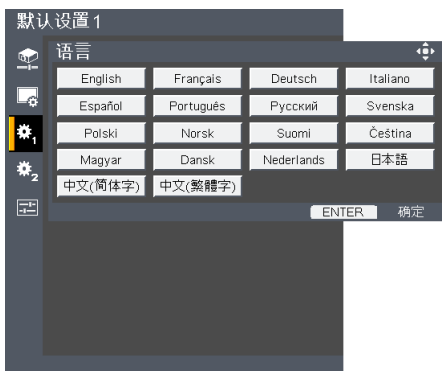 默认设置1
语言
English Français Deutsch Italiano
Español Português Русский Svenska
Polski Norsk Suomi Čeština
Magyar Dansk Nederlands 日本語
中文(简体字) 中文(繁體字)
ENTER 确定
1
2